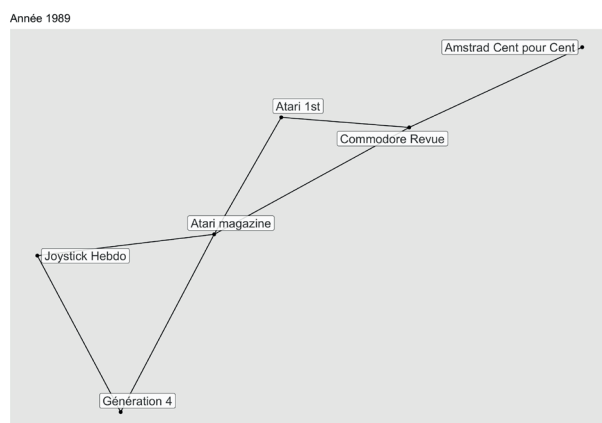 Année 1989
Amstrad Cent pour Cent
Atari 1st
Commodore Revue
Atari magazine
Joystick Hebdo
Génération 4